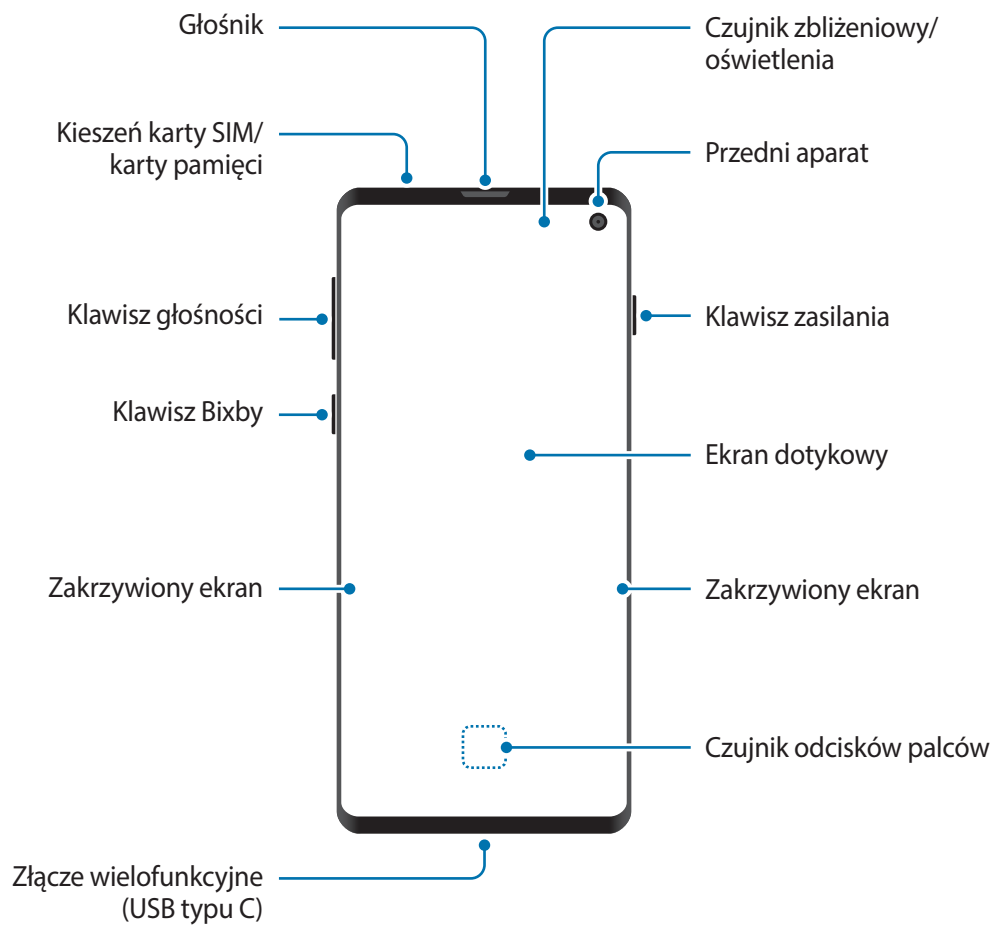 Głośnik
Czujnik zbliżeniowy/
oświetlenia
Kieszeń karty SIM/
karty pamięci
Przedni aparat
Klawisz głośności
Klawisz zasilania
Klawisz Bixby
Ekran dotykowy
Zakrzywiony ekran
Zakrzywiony ekran
Czujnik odcisków palców
Złącze wielofunkcyjne
(USB typu C)